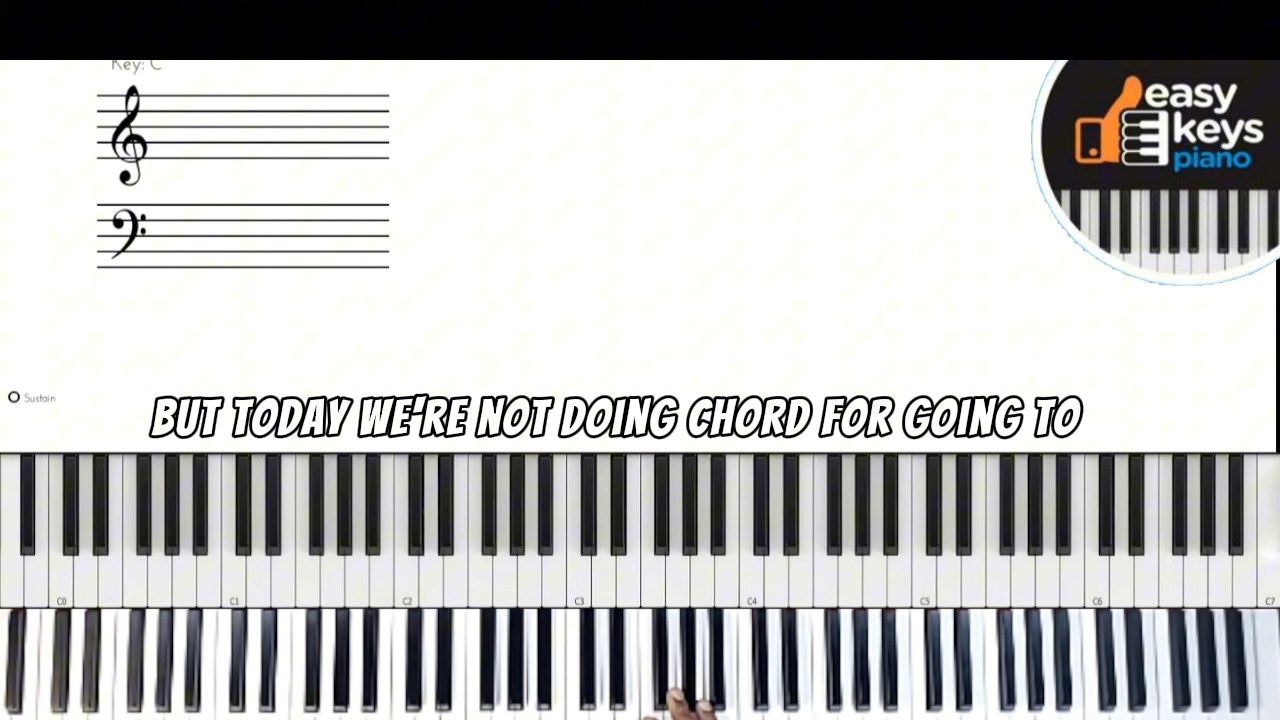 Key: C
easy
keys
piano
Sustain
BUT TODAY WE'RE NOT DOING CHORD FOR GOING TO
C0 C1 C2 C3 C4 C5 C6 C7